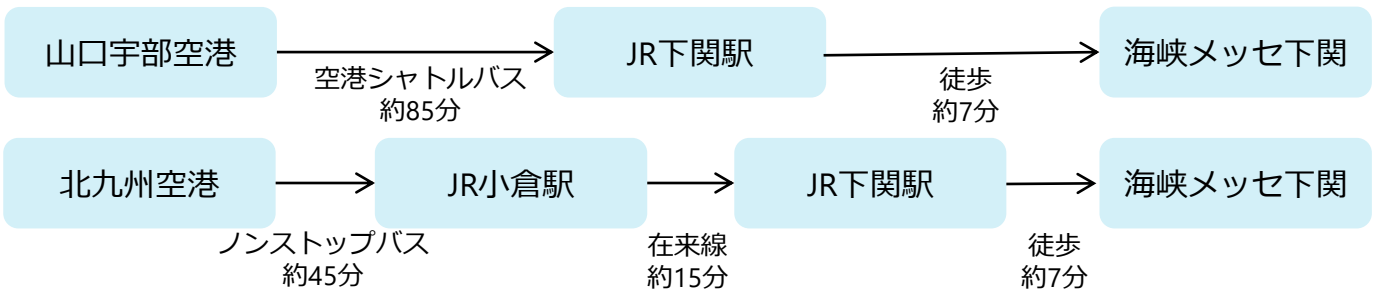 山口宇部空港
空港シャトルバス
約85分
JR下関駅
徒歩
約7分
海峡メッセ下関
北九州空港
ノンストップバス
約45分
JR小倉駅
在来線
約15分
JR下関駅
徒歩
約7分
海峡メッセ下関